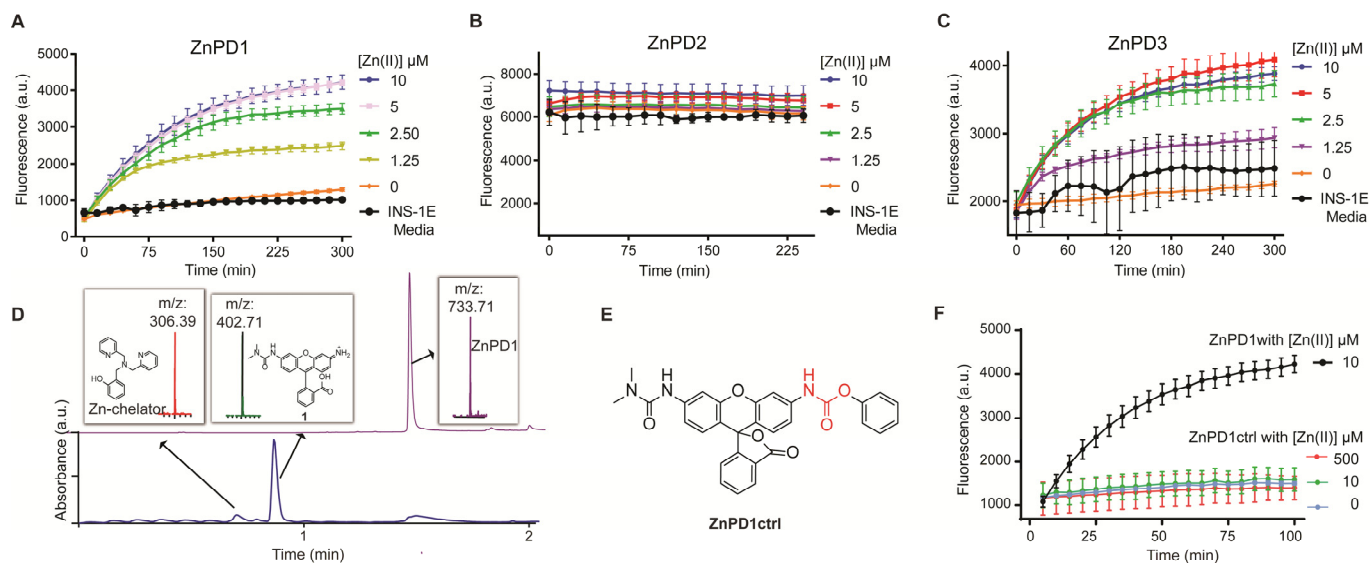 A
ZnPD1
Fluorescence (a.u.)
5000
4000
3000
2000
1000
0
0
75
150
225
300
Time (min)
[Zn(II)] µM
10
5
2.50
1.25
0
INS-1E
Media
B
ZnPD2
Fluorescence (a.u.)
8000
6000
4000
2000
0
0
75
150
225
Time (min)
[Zn(II)] µM
10
5
2.5
1.25
0
INS-1E
Media
C
ZnPD3
Fluorescence (a.u.)
4000
3000
2000
0
60
120
180
240
300
Time (min)
[Zn(II)] µM
10
5
2.5
1.25
0
INS-1E
Media
D
m/z:
306.39
N
N
N
HO
Zn-chelator
m/z:
402.71
N
H
N
O
O
NH2
OH
O
1
m/z:
733.71
ZnPD1
Absorbance (a.u.)
1
2
Time (min)
E
N
H
N
O
O
H
N
O
O
O
O
ZnPD1ctrl
F
Fluorescence (a.u.)
5000
4000
3000
2000
1000
0
25
50
75
100
Time (min)
ZnPD1with [Zn(II)] µM
10
ZnPD1ctrl with [Zn(II)] µM
500
10
0